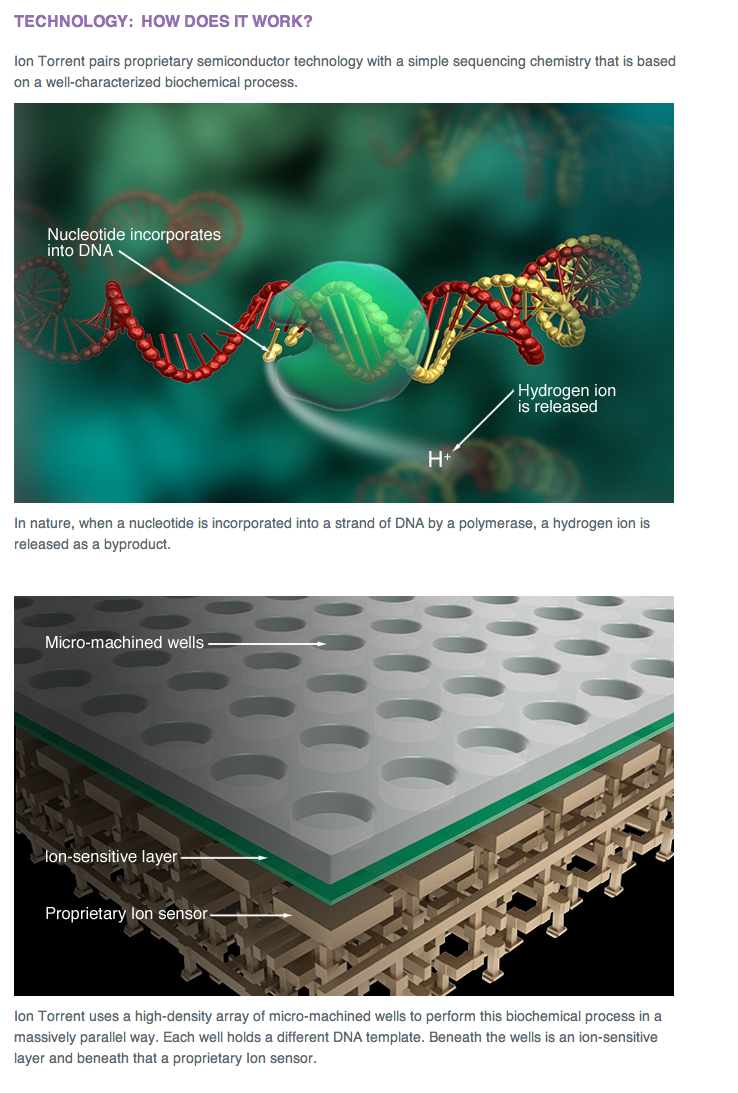 TECHNOLOGY:  HOW DOES IT WORK?
Ion Torrent pairs proprietary semiconductor technology with a simple sequencing chemistry that is based
on a well-characterized biochemical process.
Nucleotide incorporates
into DNA
Hydrogen ion
is released
H+
In nature, when a nucleotide is incorporated into a strand of DNA by a polymerase, a hydrogen ion is
released as a byproduct.
Micro-machined wells
Ion-sensitive layer
Proprietary Ion sensor
Ion Torrent uses a high-density array of micro-machined wells to perform this biochemical process in a
massively parallel way. Each well holds a different DNA template. Beneath the wells is an ion-sensitive
layer and beneath that a proprietary Ion sensor.